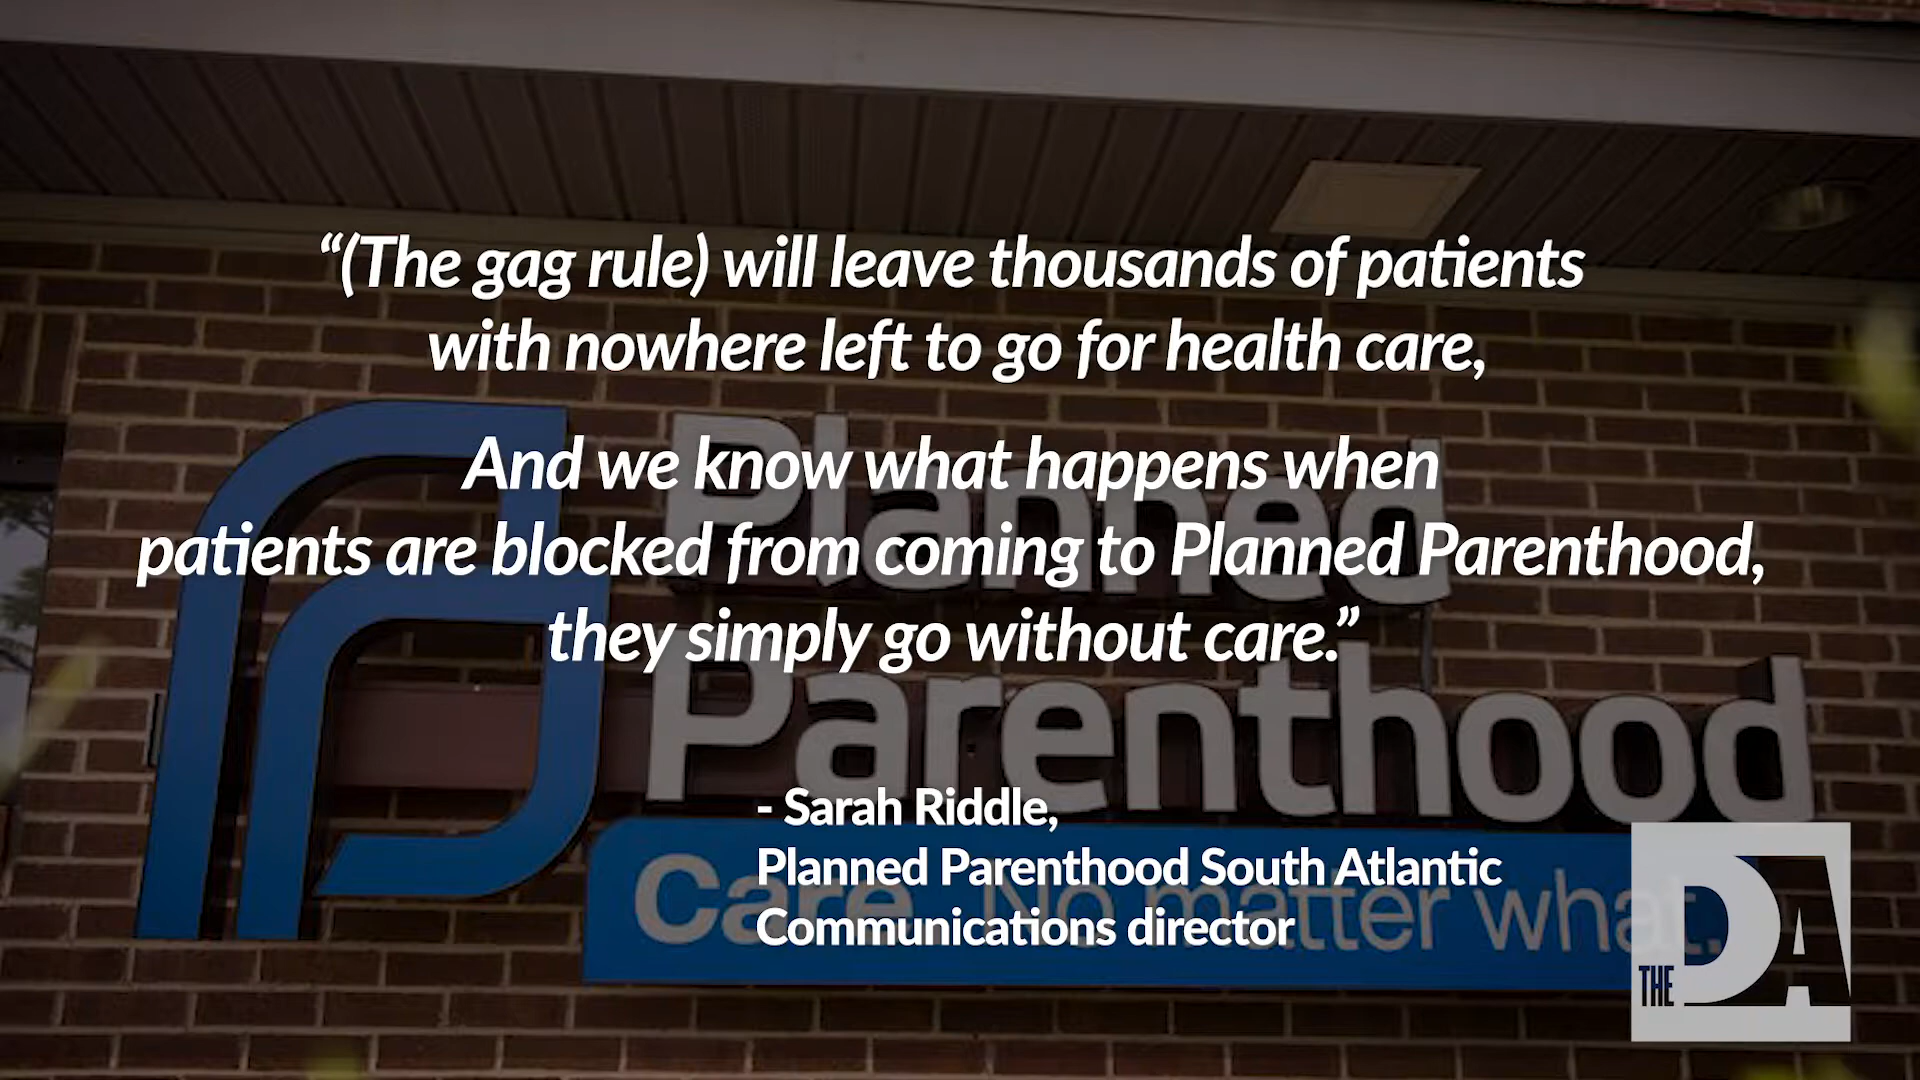 “(The gag rule) will leave thousands of patients
with nowhere left to go for health care,
And we know what happens when
patients are blocked from coming to Planned Parenthood,
they simply go without care.”
- Sarah Riddle,
Planned Parenthood South Atlantic
Communications director
Planned
Parenthood
Care. No matter what.
THE DA